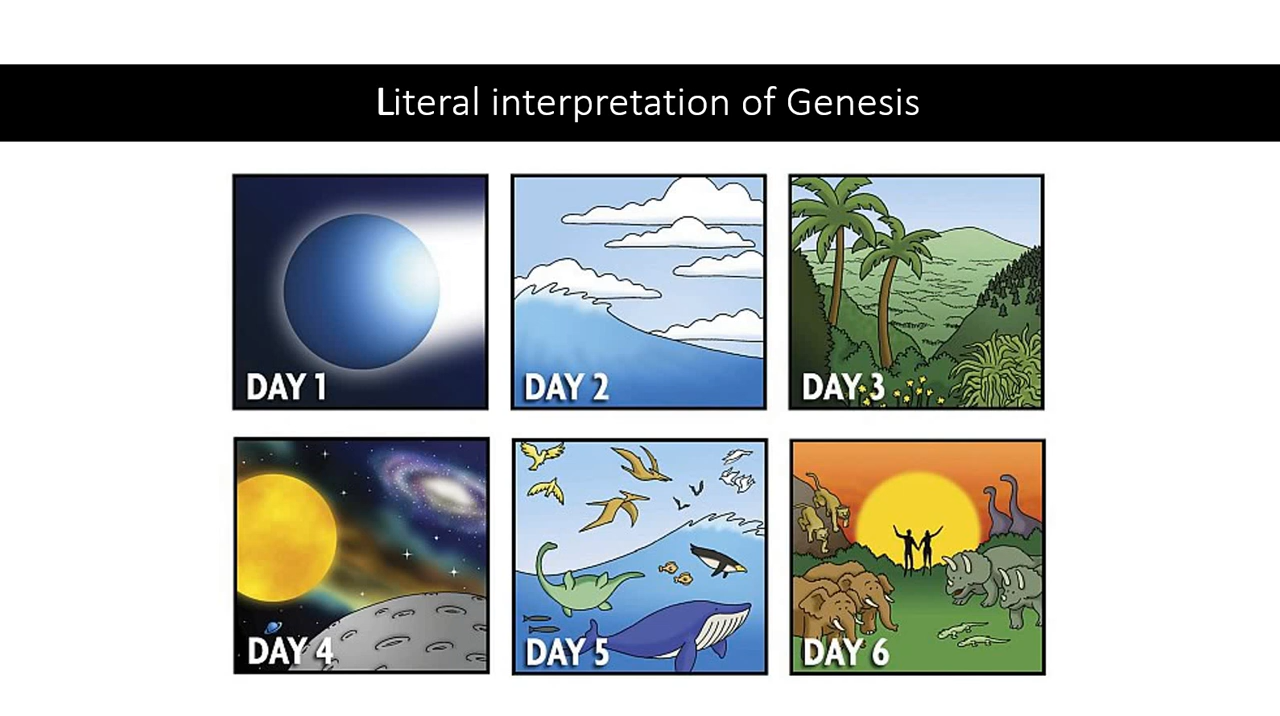 Literal interpretation of Genesis
DAY 1
DAY 2
DAY 3
DAY 4
DAY 5
DAY 6